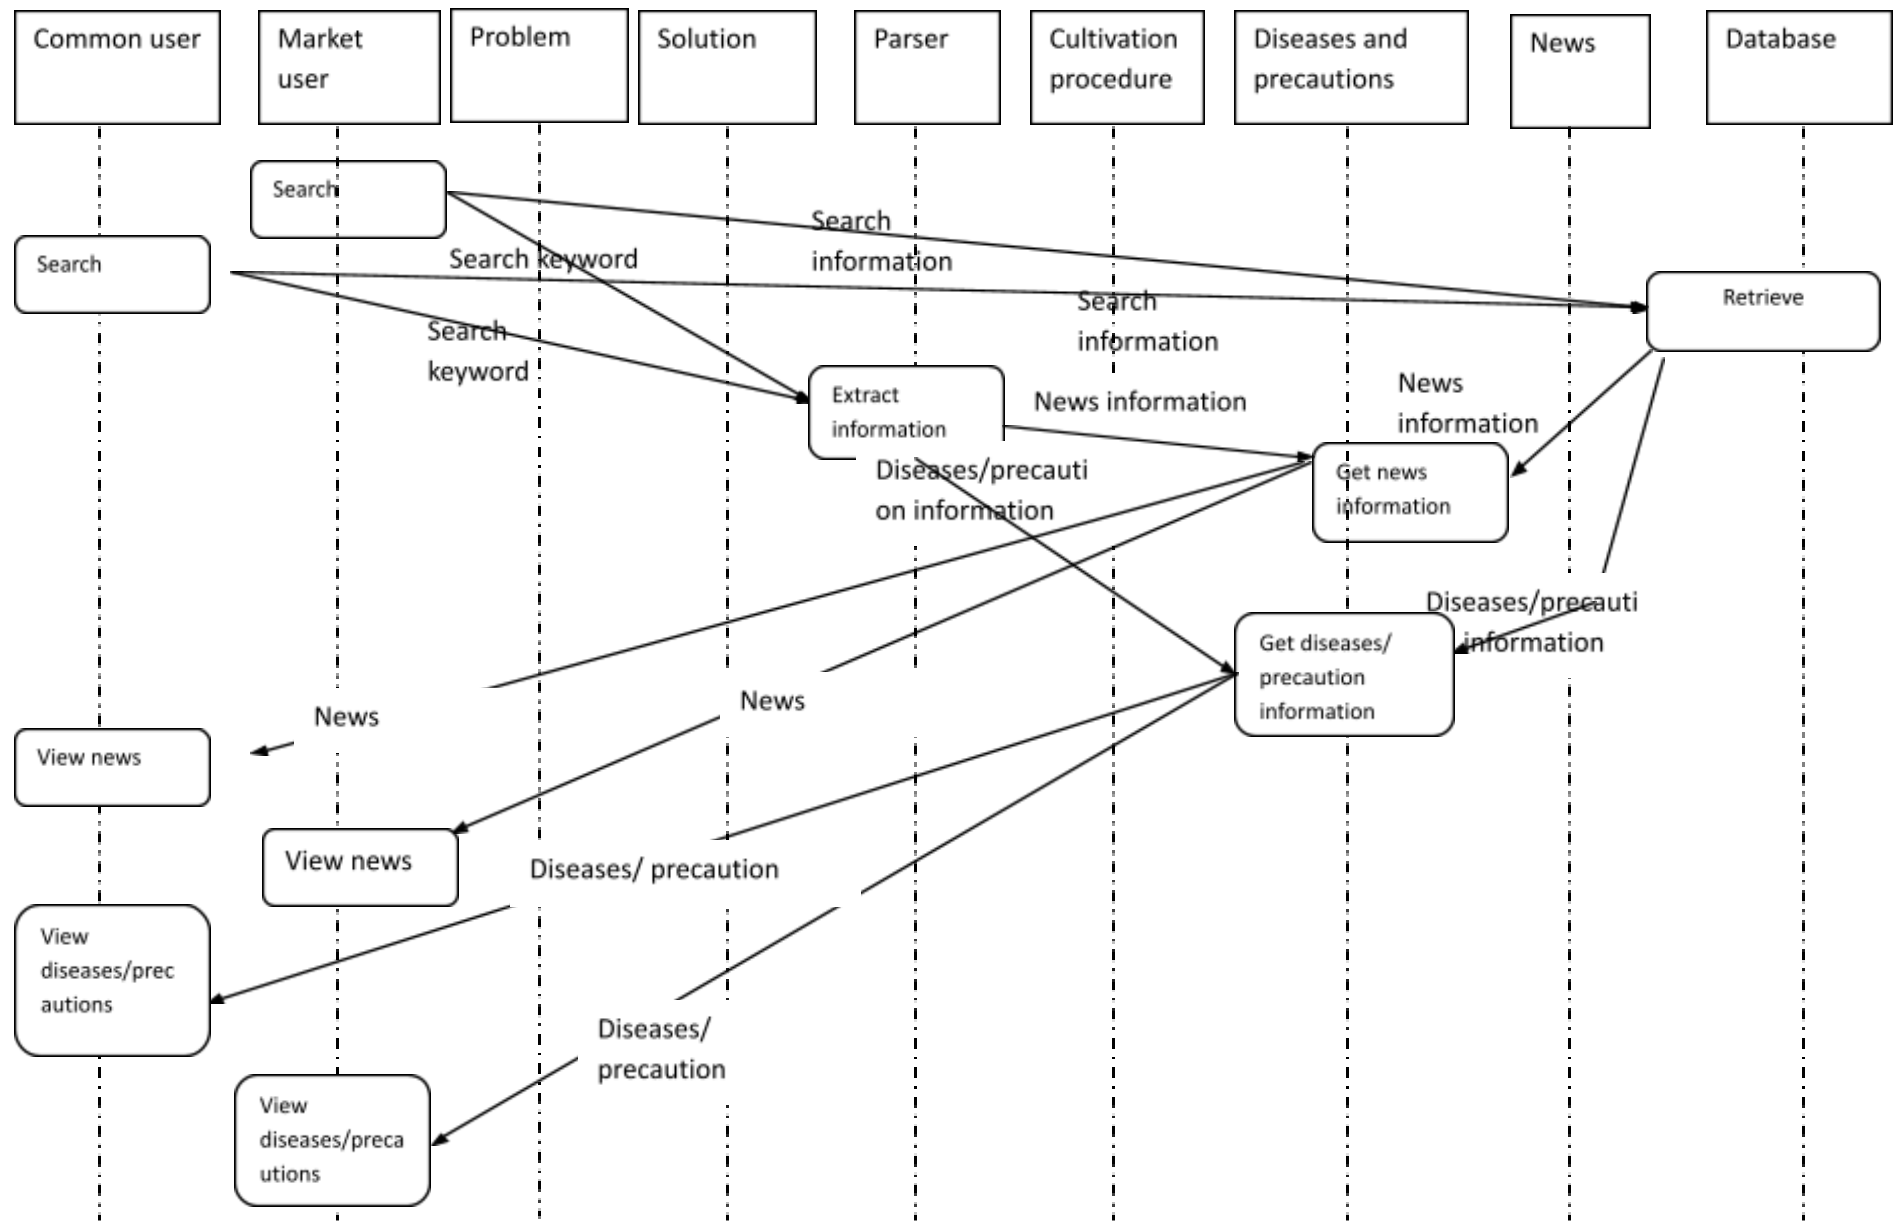 Common user
Market
user
Problem
Solution
Parser
Cultivation
procedure
Diseases and
precautions
News
Database
Search
Search
information
Search keyword
Search
Search
information
Retrieve
Search
keyword
Extract
information
News information
News
information
Diseases/precauti
on information
Get news
information
Diseases/precauti
information
Get diseases/
precaution
information
News
News
View news
View news
Diseases/ precaution
View
diseases/prec
autions
Diseases/
precaution
View
diseases/preca
utions